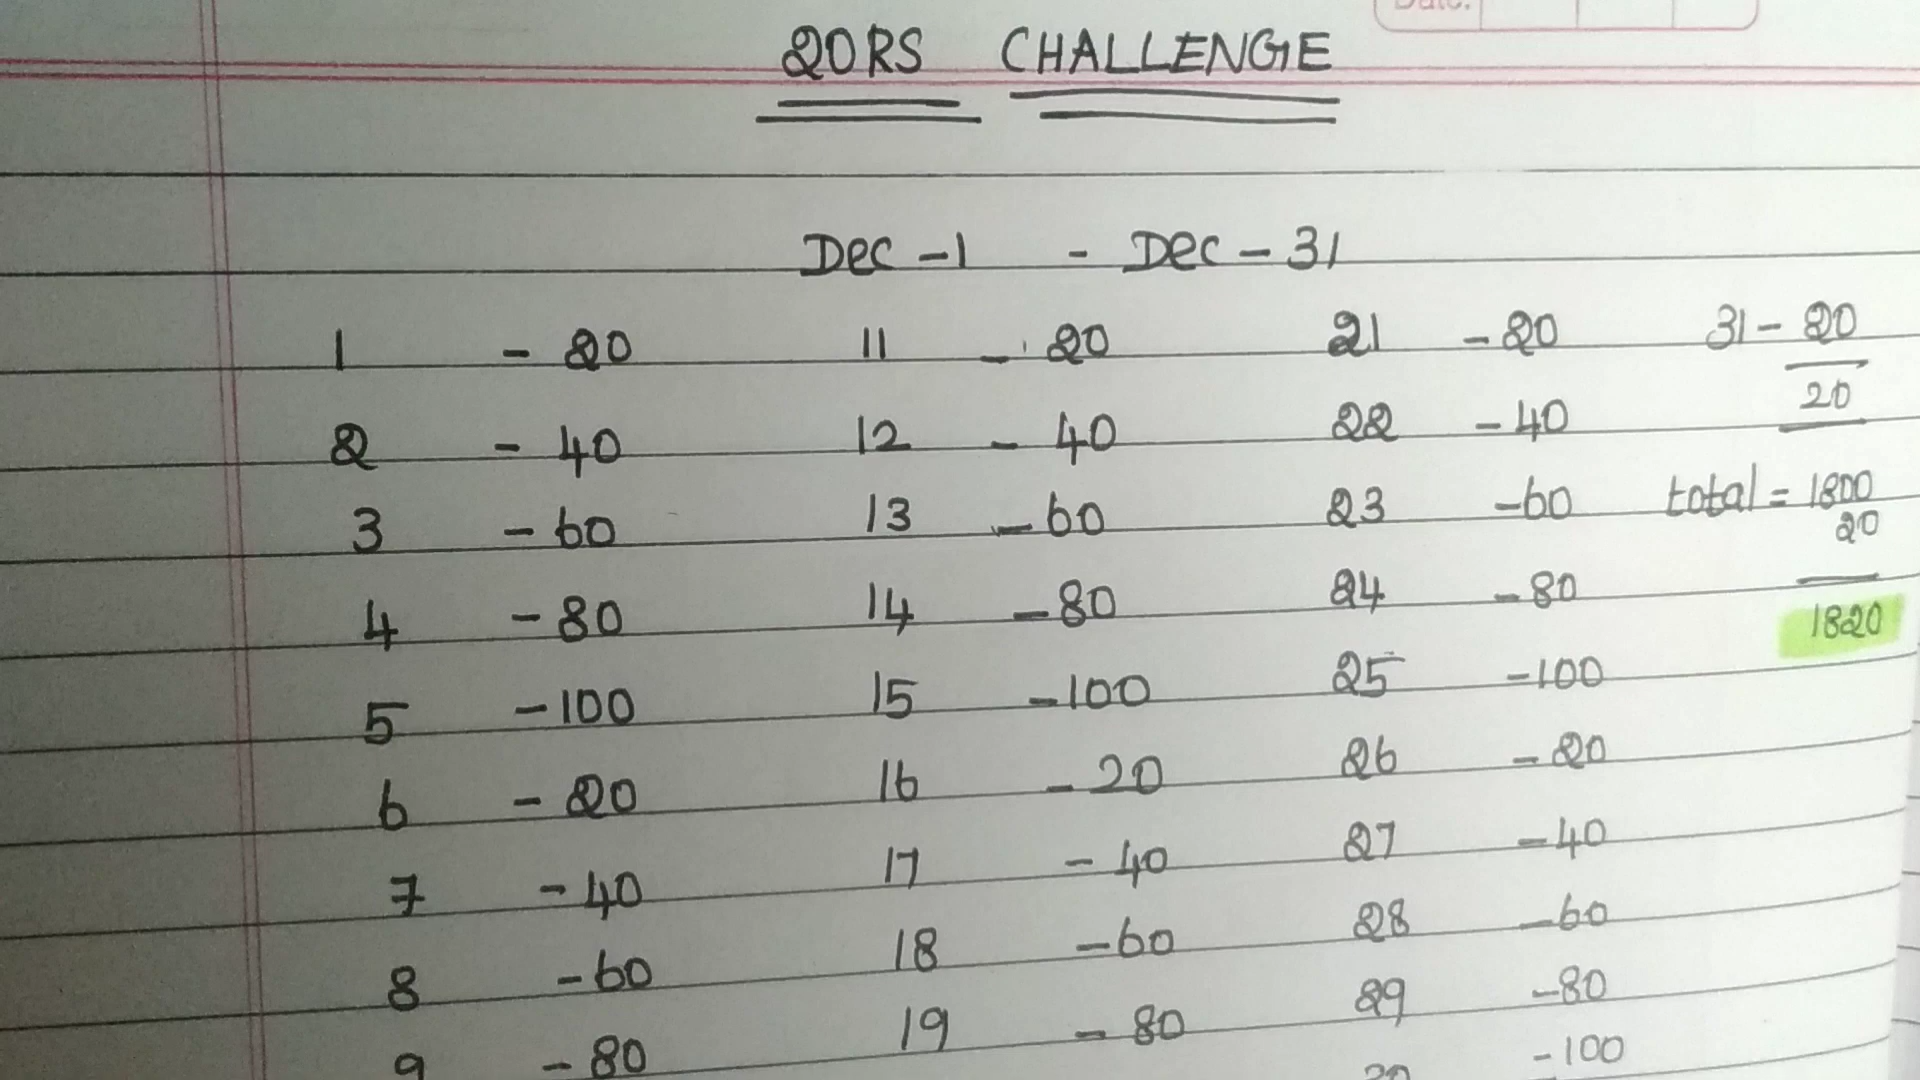 Date:
20RS CHALLENGE
Dec - 1 - Dec - 31
1 - 20 11 - 20 21 - 20 31 - 20
2 - 40 12 - 40 22 - 40 20
3 - 60 13 - 60 23 - 60 total = 1800
20
4 - 80 14 - 80 24 - 80 1820
5 - 100 15 - 100 25 - 100
6 - 20 16 - 20 26 - 20
7 - 40 17 - 40 27 - 40
8 - 60 18 - 60 28 - 60
9 - 80 19 - 80 29 - 80
30 - 100